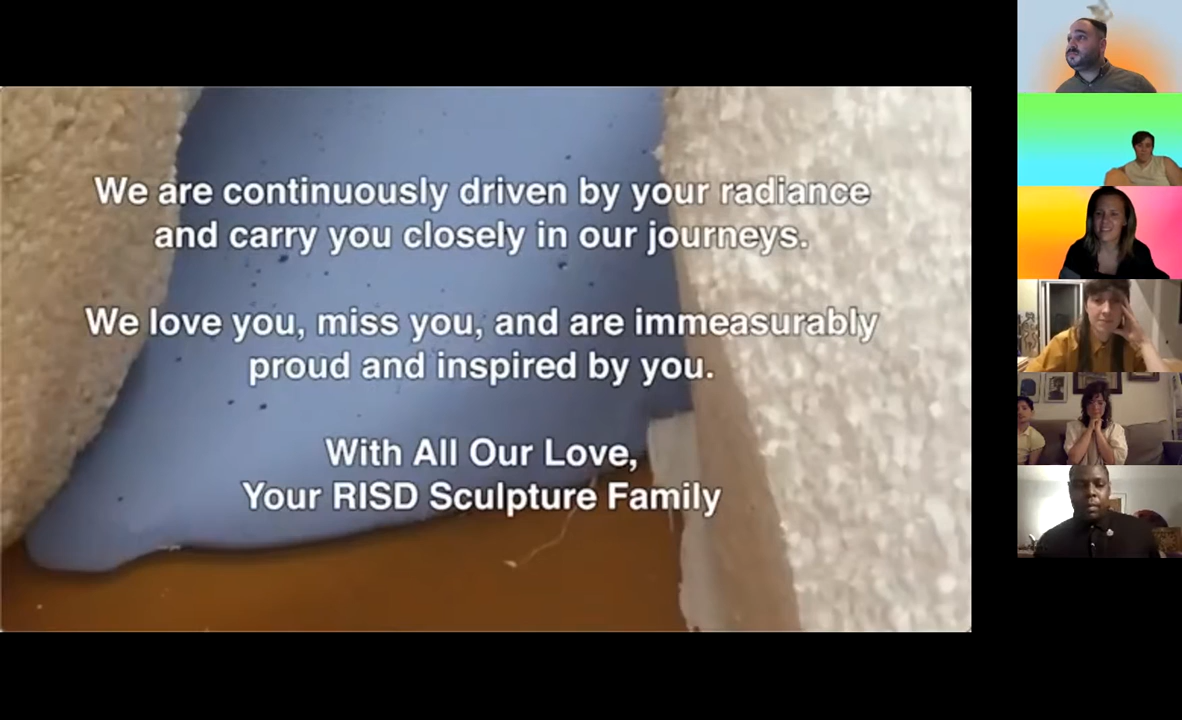 We are continuously driven by your radiance
and carry you closely in our journeys.
We love you, miss you, and are immeasurably
proud and inspired by you.
With All Our Love,
Your RISD Sculpture Family